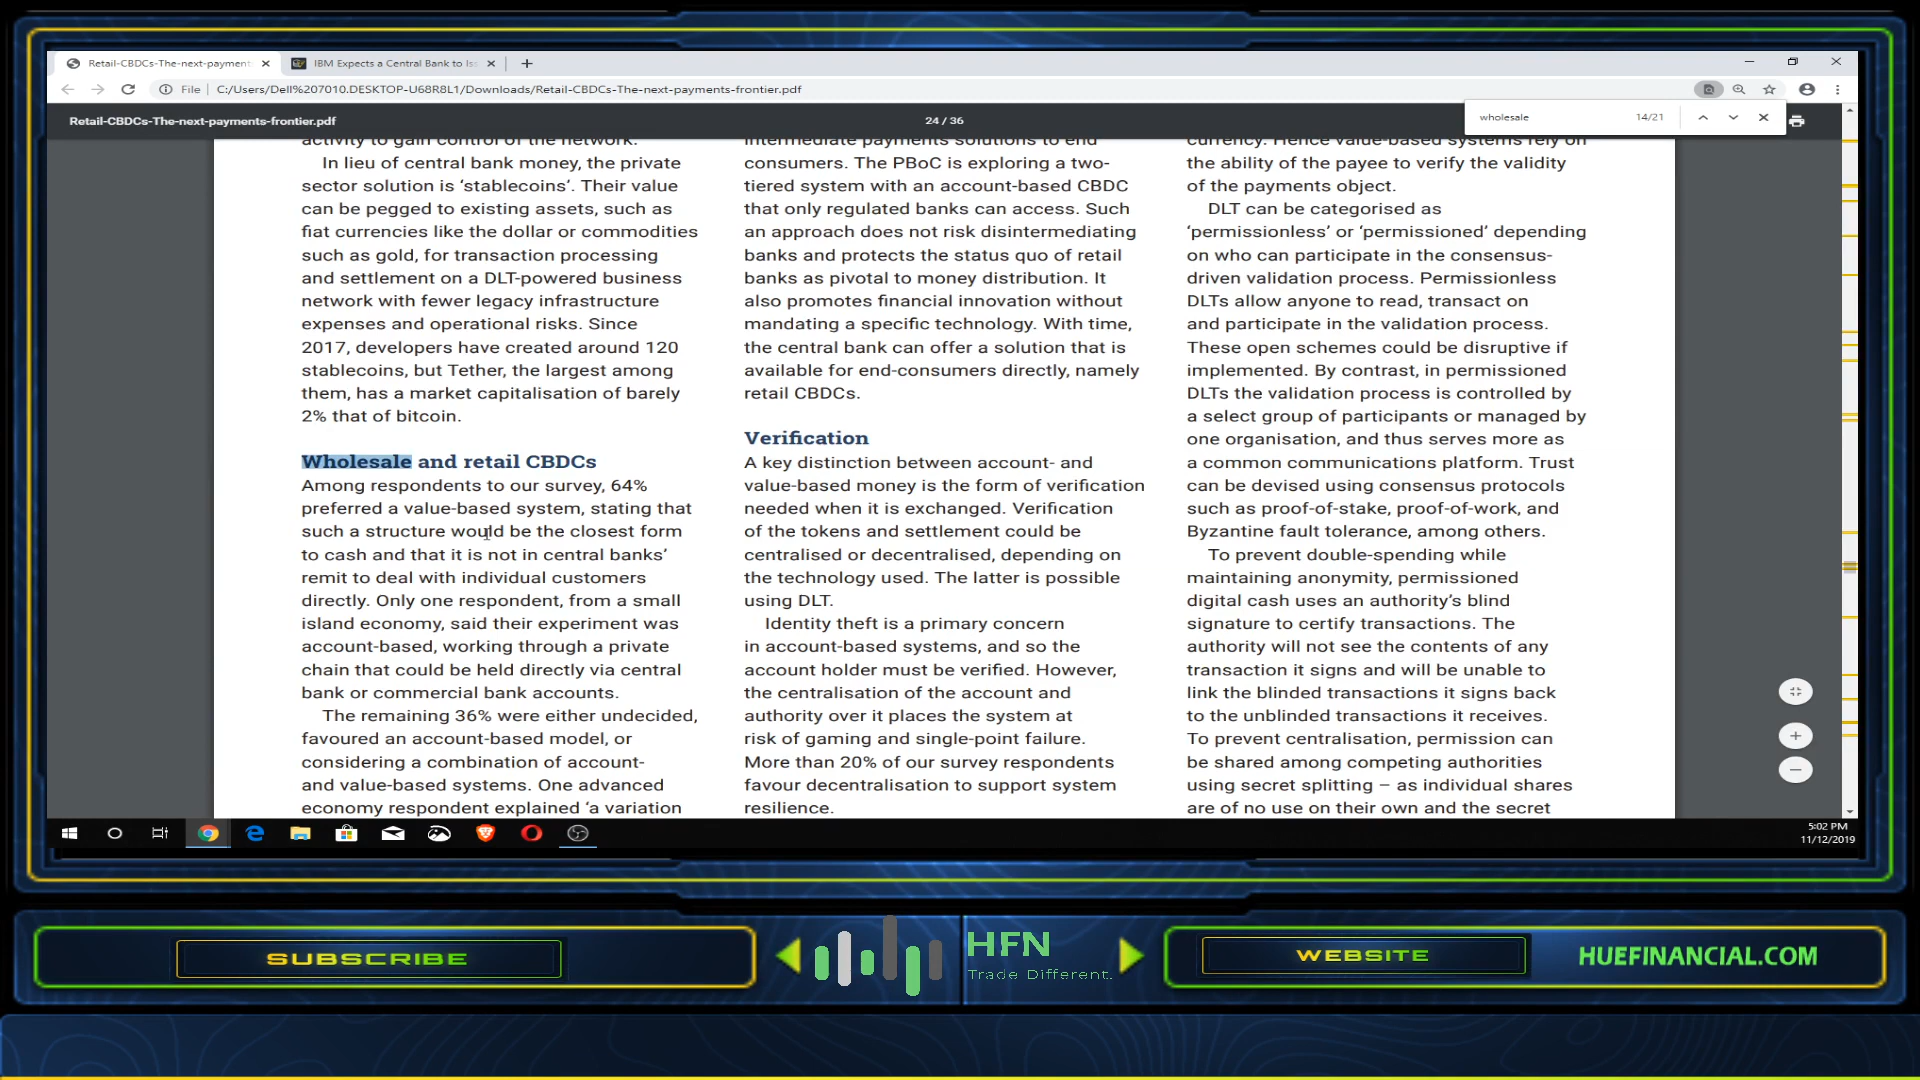 Retail-CBDCs-The-next-payment
IBM Expects a Central Bank to Iss
File
C:/Users/Dell%207010.DESKTOP-U68R8L1/Downloads/Retail-CBDCs-The-next-payments-frontier.pdf
Retail-CBDCs-The-next-payments-frontier.pdf
24 / 36
wholesale
14/21
activity to gain control of the network.
In lieu of central bank money, the private
sector solution is ‘stablecoins’. Their value
can be pegged to existing assets, such as
fiat currencies like the dollar or commodities
such as gold, for transaction processing
and settlement on a DLT-powered business
network with fewer legacy infrastructure
expenses and operational risks. Since
2017, developers have created around 120
stablecoins, but Tether, the largest among
them, has a market capitalisation of barely
2% that of bitcoin.
Wholesale and retail CBDCs
Among respondents to our survey, 64%
preferred a value-based system, stating that
such a structure would be the closest form
to cash and that it is not in central banks’
remit to deal with individual customers
directly. Only one respondent, from a small
island economy, said their experiment was
account-based, working through a private
chain that could be held directly via central
bank or commercial bank accounts.
The remaining 36% were either undecided,
favoured an account-based model, or
considering a combination of account-
and value-based systems. One advanced
economy respondent explained ‘a variation
intermediate payments solutions to end
consumers. The PBoC is exploring a two-
tiered system with an account-based CBDC
that only regulated banks can access. Such
an approach does not risk disintermediating
banks and protects the status quo of retail
banks as pivotal to money distribution. It
also promotes financial innovation without
mandating a specific technology. With time,
the central bank can offer a solution that is
available for end-consumers directly, namely
retail CBDCs.
Verification
A key distinction between account- and
value-based money is the form of verification
needed when it is exchanged. Verification
of the tokens and settlement could be
centralised or decentralised, depending on
the technology used. The latter is possible
using DLT.
Identity theft is a primary concern
in account-based systems, and so the
account holder must be verified. However,
the centralisation of the account and
authority over it places the system at
risk of gaming and single-point failure.
More than 20% of our survey respondents
favour decentralisation to support system
resilience.
currency. Hence value-based systems rely on
the ability of the payee to verify the validity
of the payments object.
DLT can be categorised as
‘permissionless’ or ‘permissioned’ depending
on who can participate in the consensus-
driven validation process. Permissionless
DLTs allow anyone to read, transact on
and participate in the validation process.
These open schemes could be disruptive if
implemented. By contrast, in permissioned
DLTs the validation process is controlled by
a select group of participants or managed by
one organisation, and thus serves more as
a common communications platform. Trust
can be devised using consensus protocols
such as proof-of-stake, proof-of-work, and
Byzantine fault tolerance, among others.
To prevent double-spending while
maintaining anonymity, permissioned
digital cash uses an authority’s blind
signature to certify transactions. The
authority will not see the contents of any
transaction it signs and will be unable to
link the blinded transactions it signs back
to the unblinded transactions it receives.
To prevent centralisation, permission can
be shared among competing authorities
using secret splitting – as individual shares
are of no use on their own and the secret
5:02 PM
11/12/2019
SUBSCRIBE
HFN
Trade Different.
WEBSITE
HUEFINANCIAL.COM